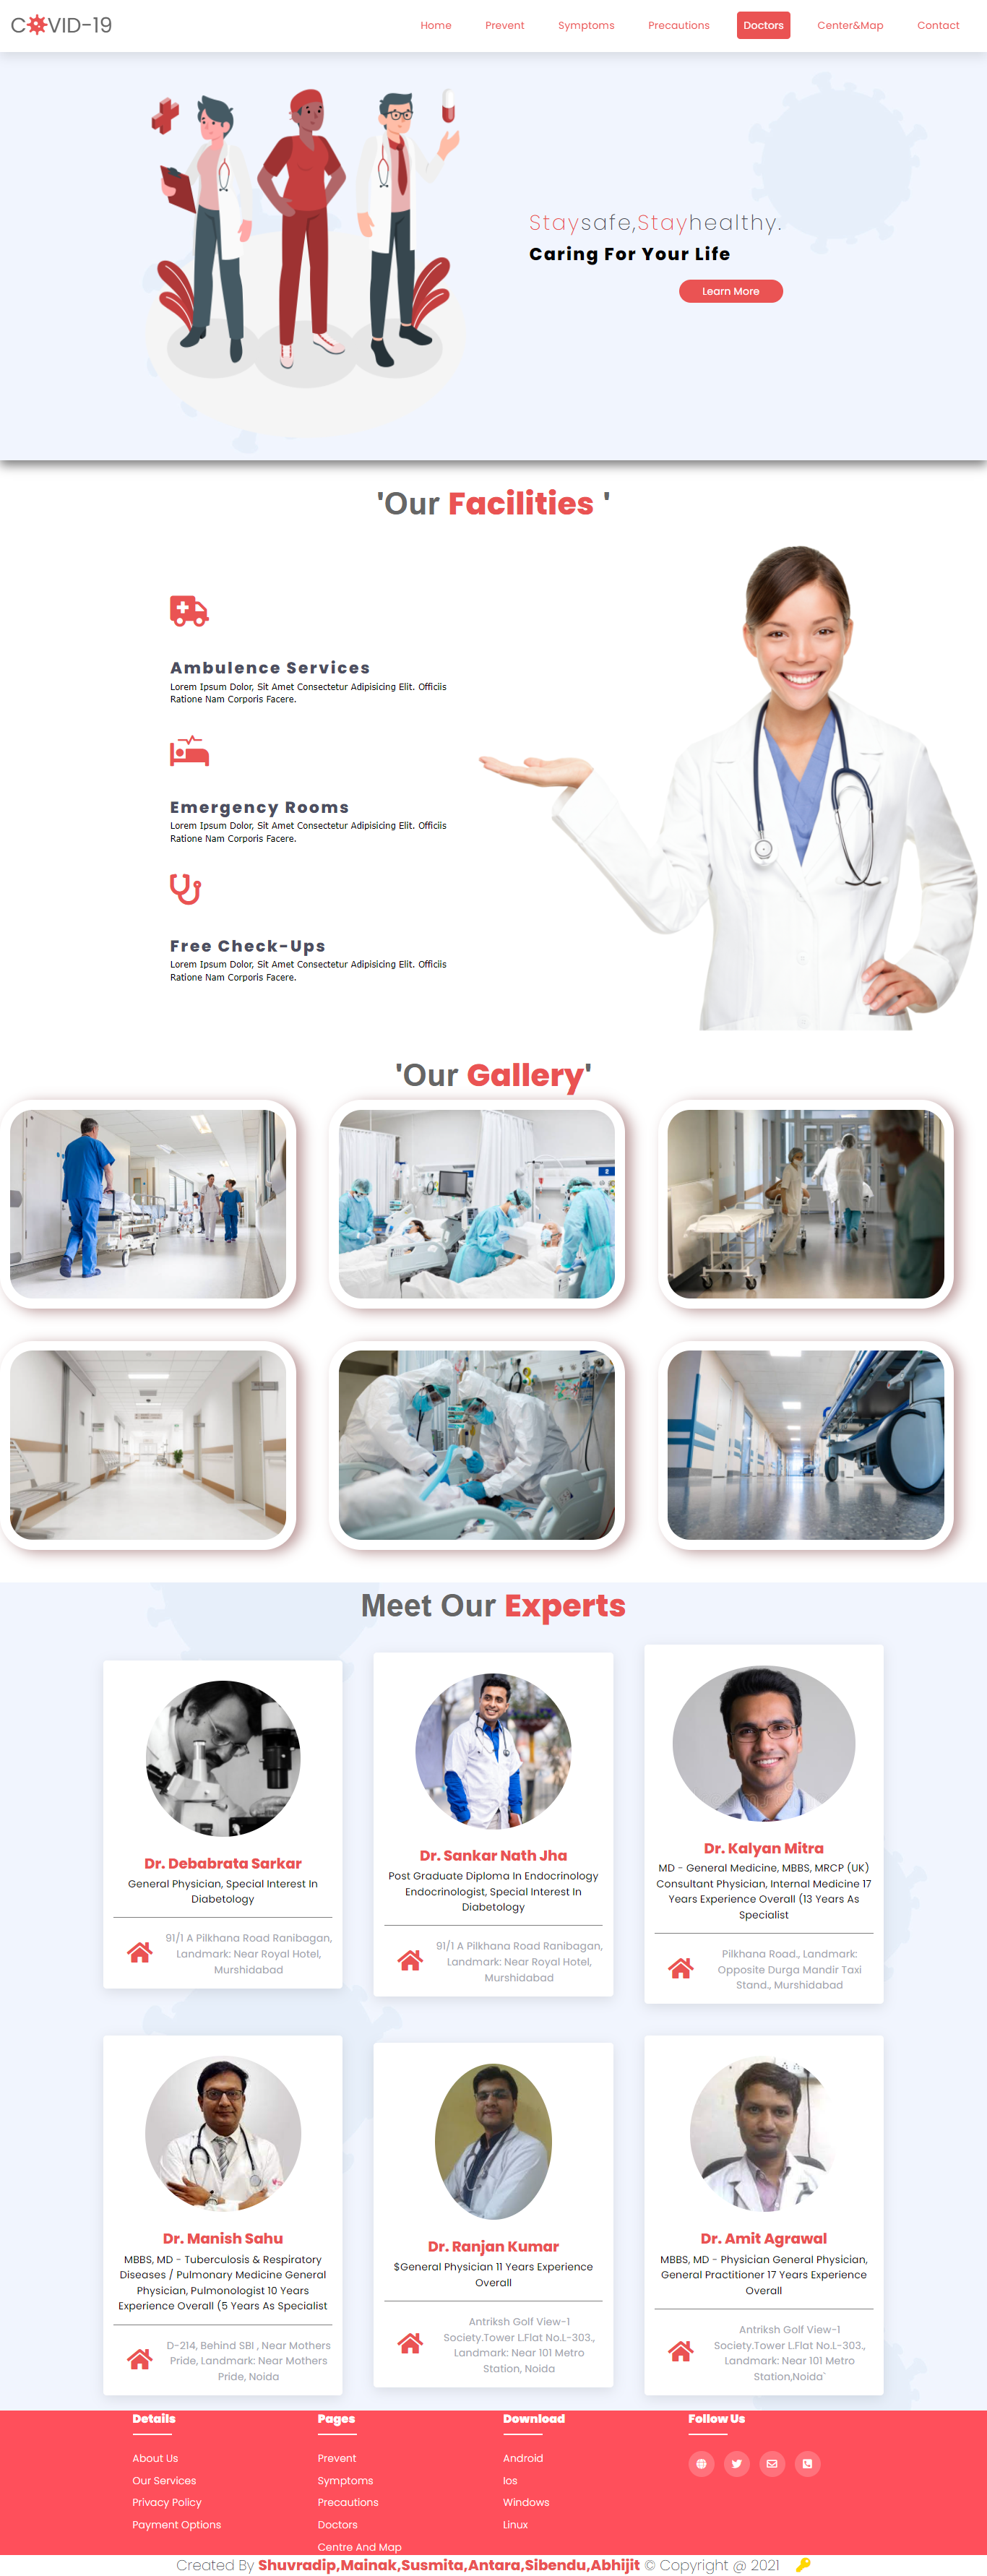 COVID-19
Home Prevent Symptoms Precautions Doctors Center&Map Contact
Staysafe,Stayhealthy.
Caring For Your Life
Learn More
'Our Facilities '
Ambulence Services
Lorem Ipsum Dolor, Sit Amet Consectetur Adipisicing Elit. Officiis
Ratione Nam Corporis Facere.
Emergency Rooms
Lorem Ipsum Dolor, Sit Amet Consectetur Adipisicing Elit. Officiis
Ratione Nam Corporis Facere.
Free Check-Ups
Lorem Ipsum Dolor, Sit Amet Consectetur Adipisicing Elit. Officiis
Ratione Nam Corporis Facere.
'Our Gallery'
Meet Our Experts
Dr. Debabrata Sarkar
General Physician, Special Interest In
Diabetology
91/1 A Pilkhana Road Ranibagan,
Landmark: Near Royal Hotel,
Murshidabad
Dr. Sankar Nath Jha
Post Graduate Diploma In Endocrinology
Endocrinologist, Special Interest In
Diabetology
91/1 A Pilkhana Road Ranibagan,
Landmark: Near Royal Hotel,
Murshidabad
Dr. Kalyan Mitra
MD - General Medicine, MBBS, MRCP (UK)
Consultant Physician, Internal Medicine 17
Years Experience Overall (13 Years As
Specialist
Pilkhana Road., Landmark:
Opposite Durga Mandir Taxi
Stand., Murshidabad
Dr. Manish Sahu
MBBS, MD - Tuberculosis & Respiratory
Diseases / Pulmonary Medicine General
Physician, Pulmonologist 10 Years
Experience Overall (5 Years As Specialist
D-214, Behind SBI , Near Mothers
Pride, Landmark: Near Mothers
Pride, Noida
Dr. Ranjan Kumar
$General Physician 11 Years Experience
Overall
Antriksh Golf View-1
Society.Tower L.Flat No.L-303.,
Landmark: Near 101 Metro
Station, Noida
Dr. Amit Agrawal
MBBS, MD - Physician General Physician,
General Practitioner 17 Years Experience
Overall
Antriksh Golf View-1
Society.Tower L.Flat No.L-303.,
Landmark: Near 101 Metro
Station,Noida`
Details
About Us
Our Services
Privacy Policy
Payment Options
Pages
Prevent
Symptoms
Precautions
Doctors
Centre And Map
Download
Android
Ios
Windows
Linux
Follow Us
Created By Shuvradip,Mainak,Susmita,Antara,Sibendu,Abhijit © Copyright @ 2021